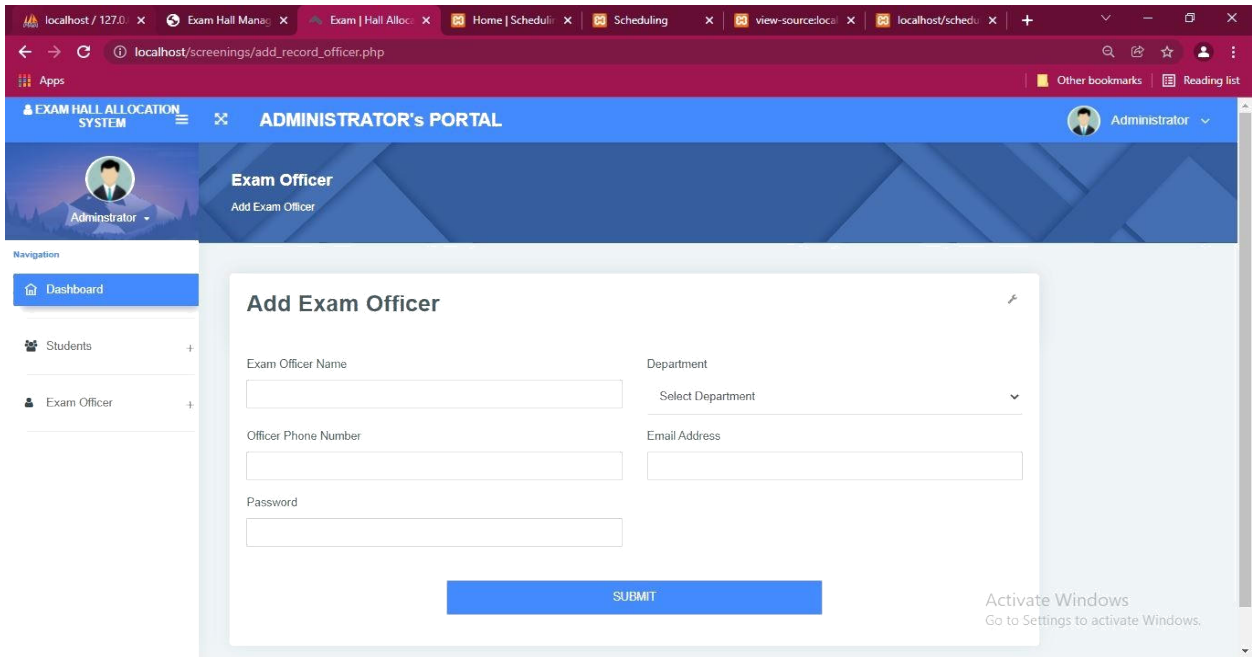 localhost / 127.0.
Exam Hall Manag
Exam | Hall Alloca
Home | Schedulin
Scheduling
view-source:local
localhost/schedu
localhost/screenings/add_record_officer.php
Apps
Other bookmarks
Reading list
EXAM HALL ALLOCATION
SYSTEM
ADMINISTRATOR's PORTAL
Administrator
Adminstrator
Exam Officer
Add Exam Officer
Navigation
Dashboard
Students
Exam Officer
Add Exam Officer
Exam Officer Name
Department
Select Department
Officer Phone Number
Email Address
Password
SUBMIT
Activate Windows
Go to Settings to activate Windows.